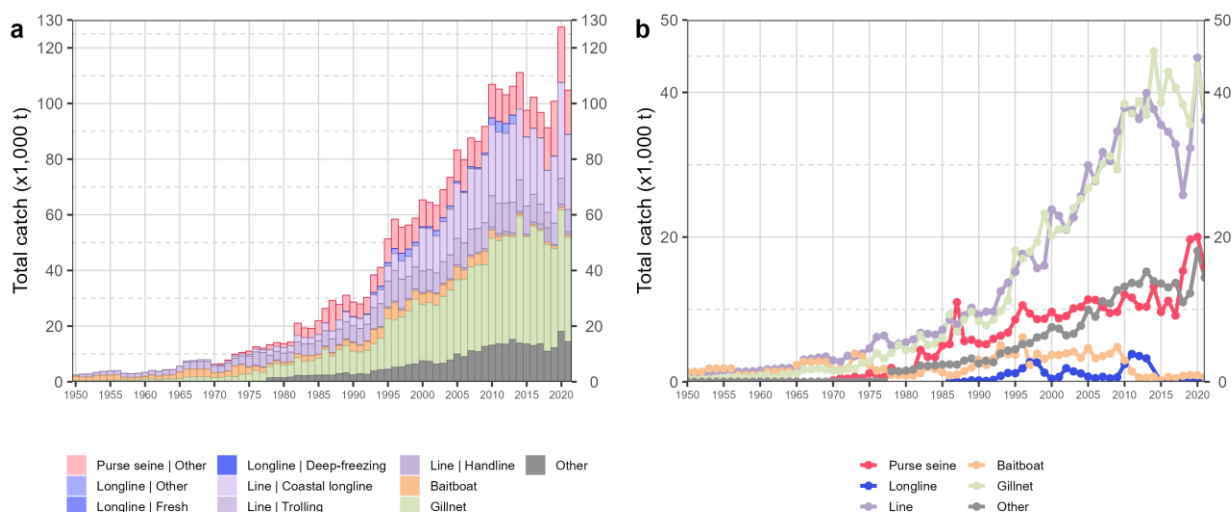 a
Total catch (x1,000 t)
130
120
100
80
60
40
20
0
130
120
100
80
60
40
20
0
1950 1955 1960 1965 1970 1975 1980 1985 1990 1995 2000 2005 2010 2015 2020
b
Total catch (x1,000 t)
50
40
20
0
50
40
20
0
1950 1955 1960 1965 1970 1975 1980 1985 1990 1995 2000 2005 2010 2015 2020
Purse seine | Other
Longline | Other
Longline | Fresh
Longline | Deep-freezing
Line | Coastal longline
Line | Trolling
Line | Handline
Baitboat
Gillnet
Other
Purse seine
Longline
Line
Baitboat
Gillnet
Other